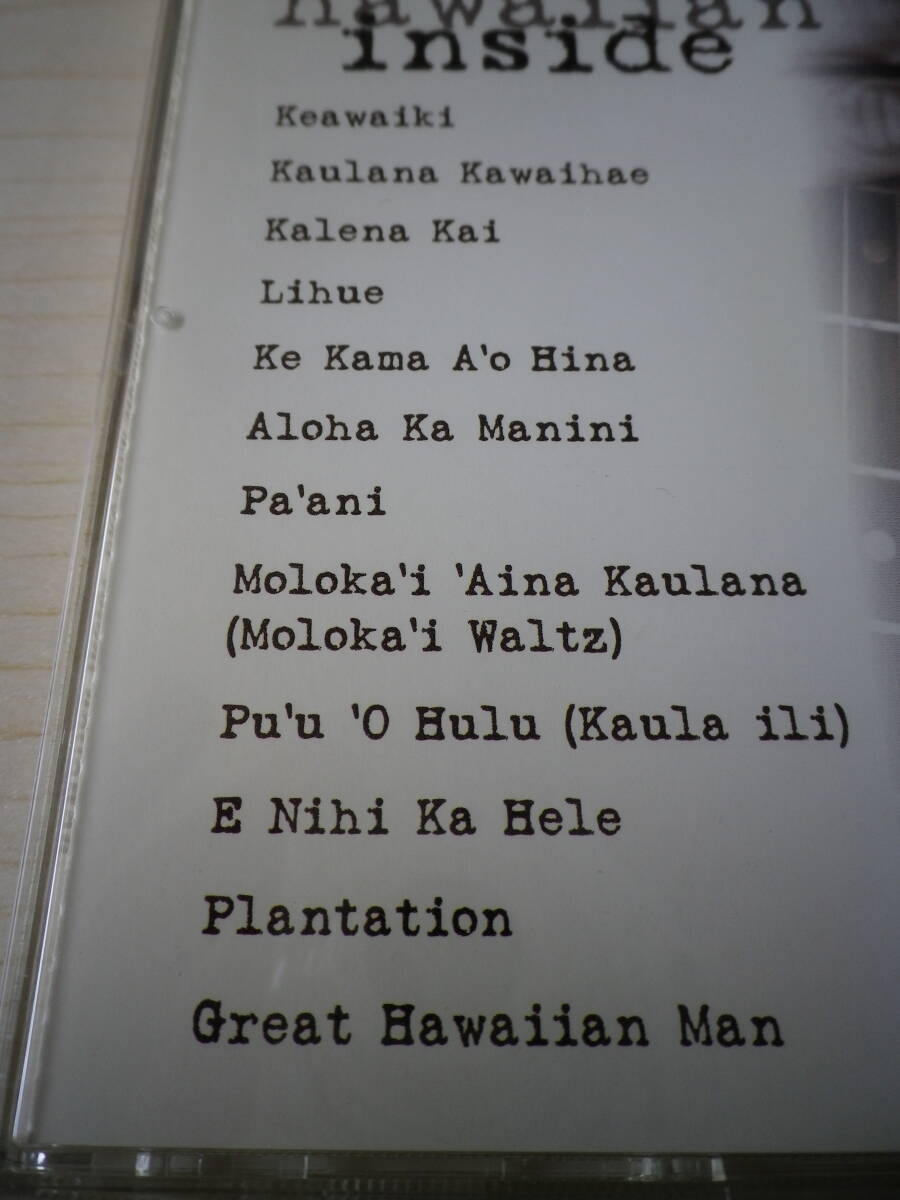 hawaiian
inside
Keawaiki
Kaulana Kawaihae
Kalena Kai
Lihue
Ke Kama A'o Hina
Aloha Ka Manini
Pa'ani
Moloka'i 'Aina Kaulana
(Moloka'i Waltz)
Pu'u 'O Hulu (Kaula ili)
E Nihi Ka Hele
Plantation
Great Hawaiian Man